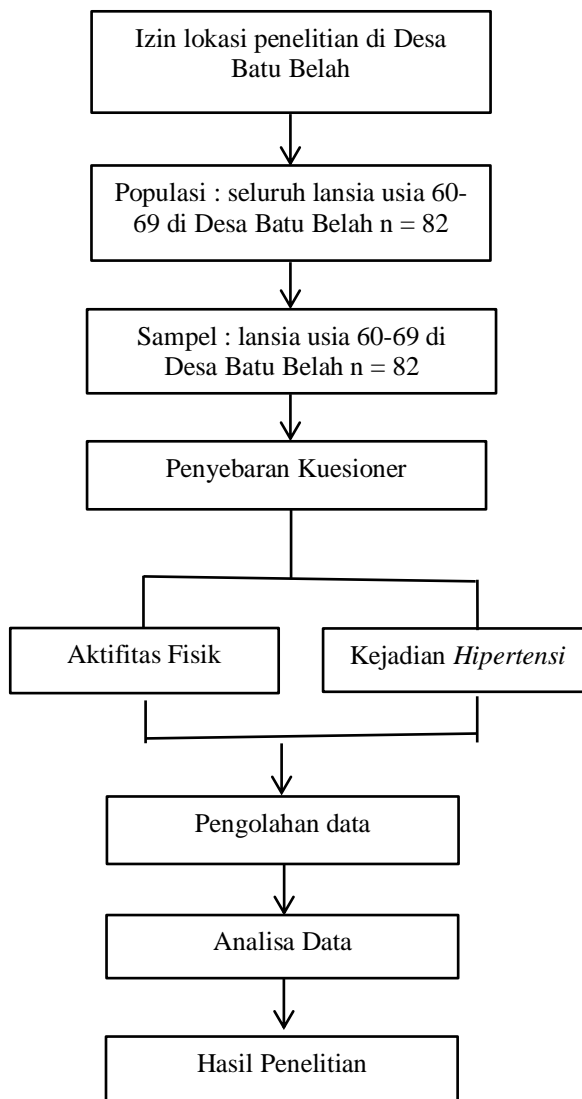 Izin lokasi penelitian di Desa
Batu Belah
Populasi : seluruh lansia usia 60-
69 di Desa Batu Belah n = 82
Sampel : lansia usia 60-69 di
Desa Batu Belah n = 82
Penyebaran Kuesioner
Aktifitas Fisik
Kejadian Hipertensi
Pengolahan data
Analisa Data
Hasil Penelitian